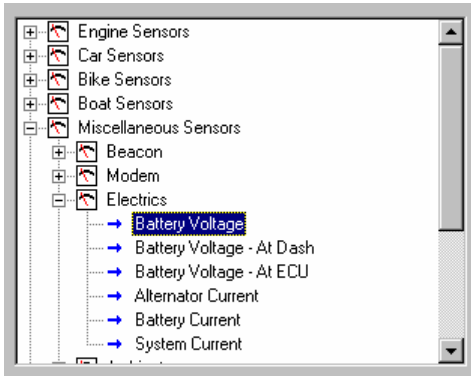 Engine Sensors
Car Sensors
Bike Sensors
Boat Sensors
Miscellaneous Sensors
Beacon
Modem
Electrics
Battery Voltage
Battery Voltage - At Dash
Battery Voltage - At ECU
Alternator Current
Battery Current
System Current